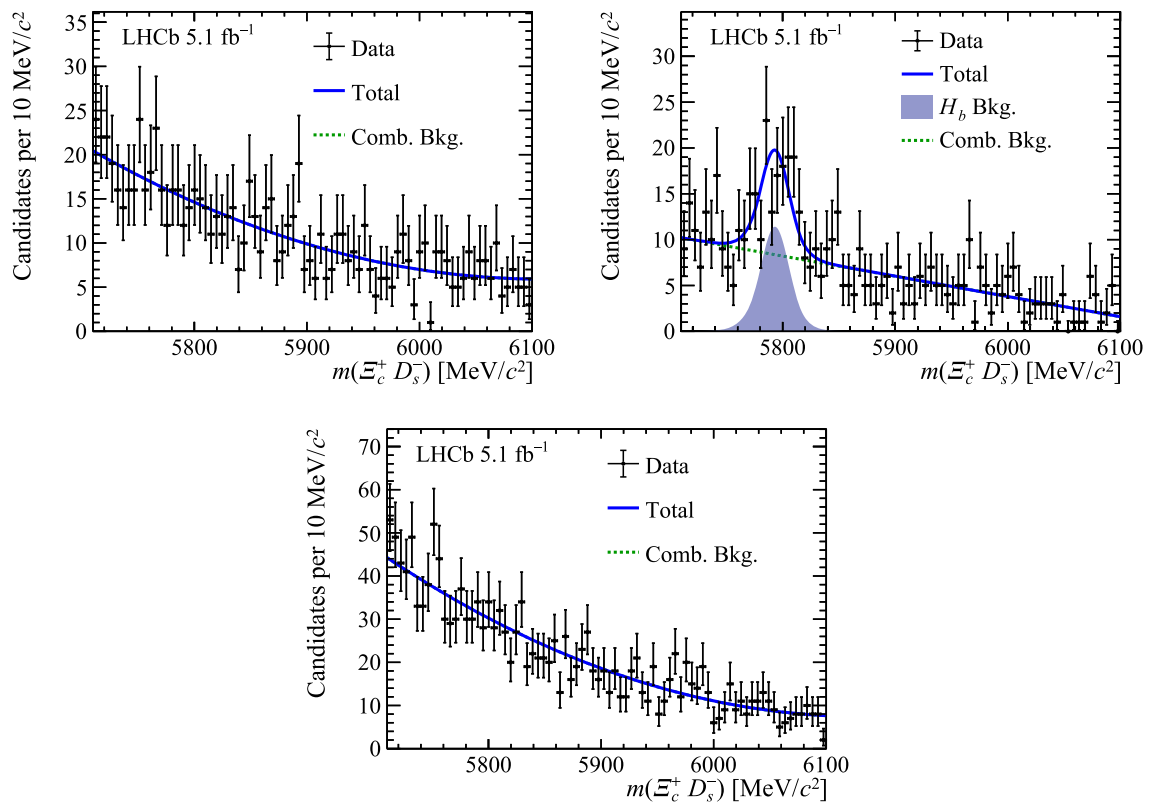 Candidates per 10 MeV/c²
35
30
25
20
15
10
5
0
LHCb 5.1 fb⁻¹
Data
Total
Comb. Bkg.
5800
5900
6000
6100
m(Ξc⁺ Ds⁻) [MeV/c²]
Candidates per 10 MeV/c²
30
25
20
15
10
5
0
LHCb 5.1 fb⁻¹
Data
Total
Hb Bkg.
Comb. Bkg.
5800
5900
6000
6100
m(Ξc⁺ Ds⁻) [MeV/c²]
Candidates per 10 MeV/c²
70
60
50
40
30
20
10
0
LHCb 5.1 fb⁻¹
Data
Total
Comb. Bkg.
5800
5900
6000
6100
m(Ξc⁺ Ds⁻) [MeV/c²]